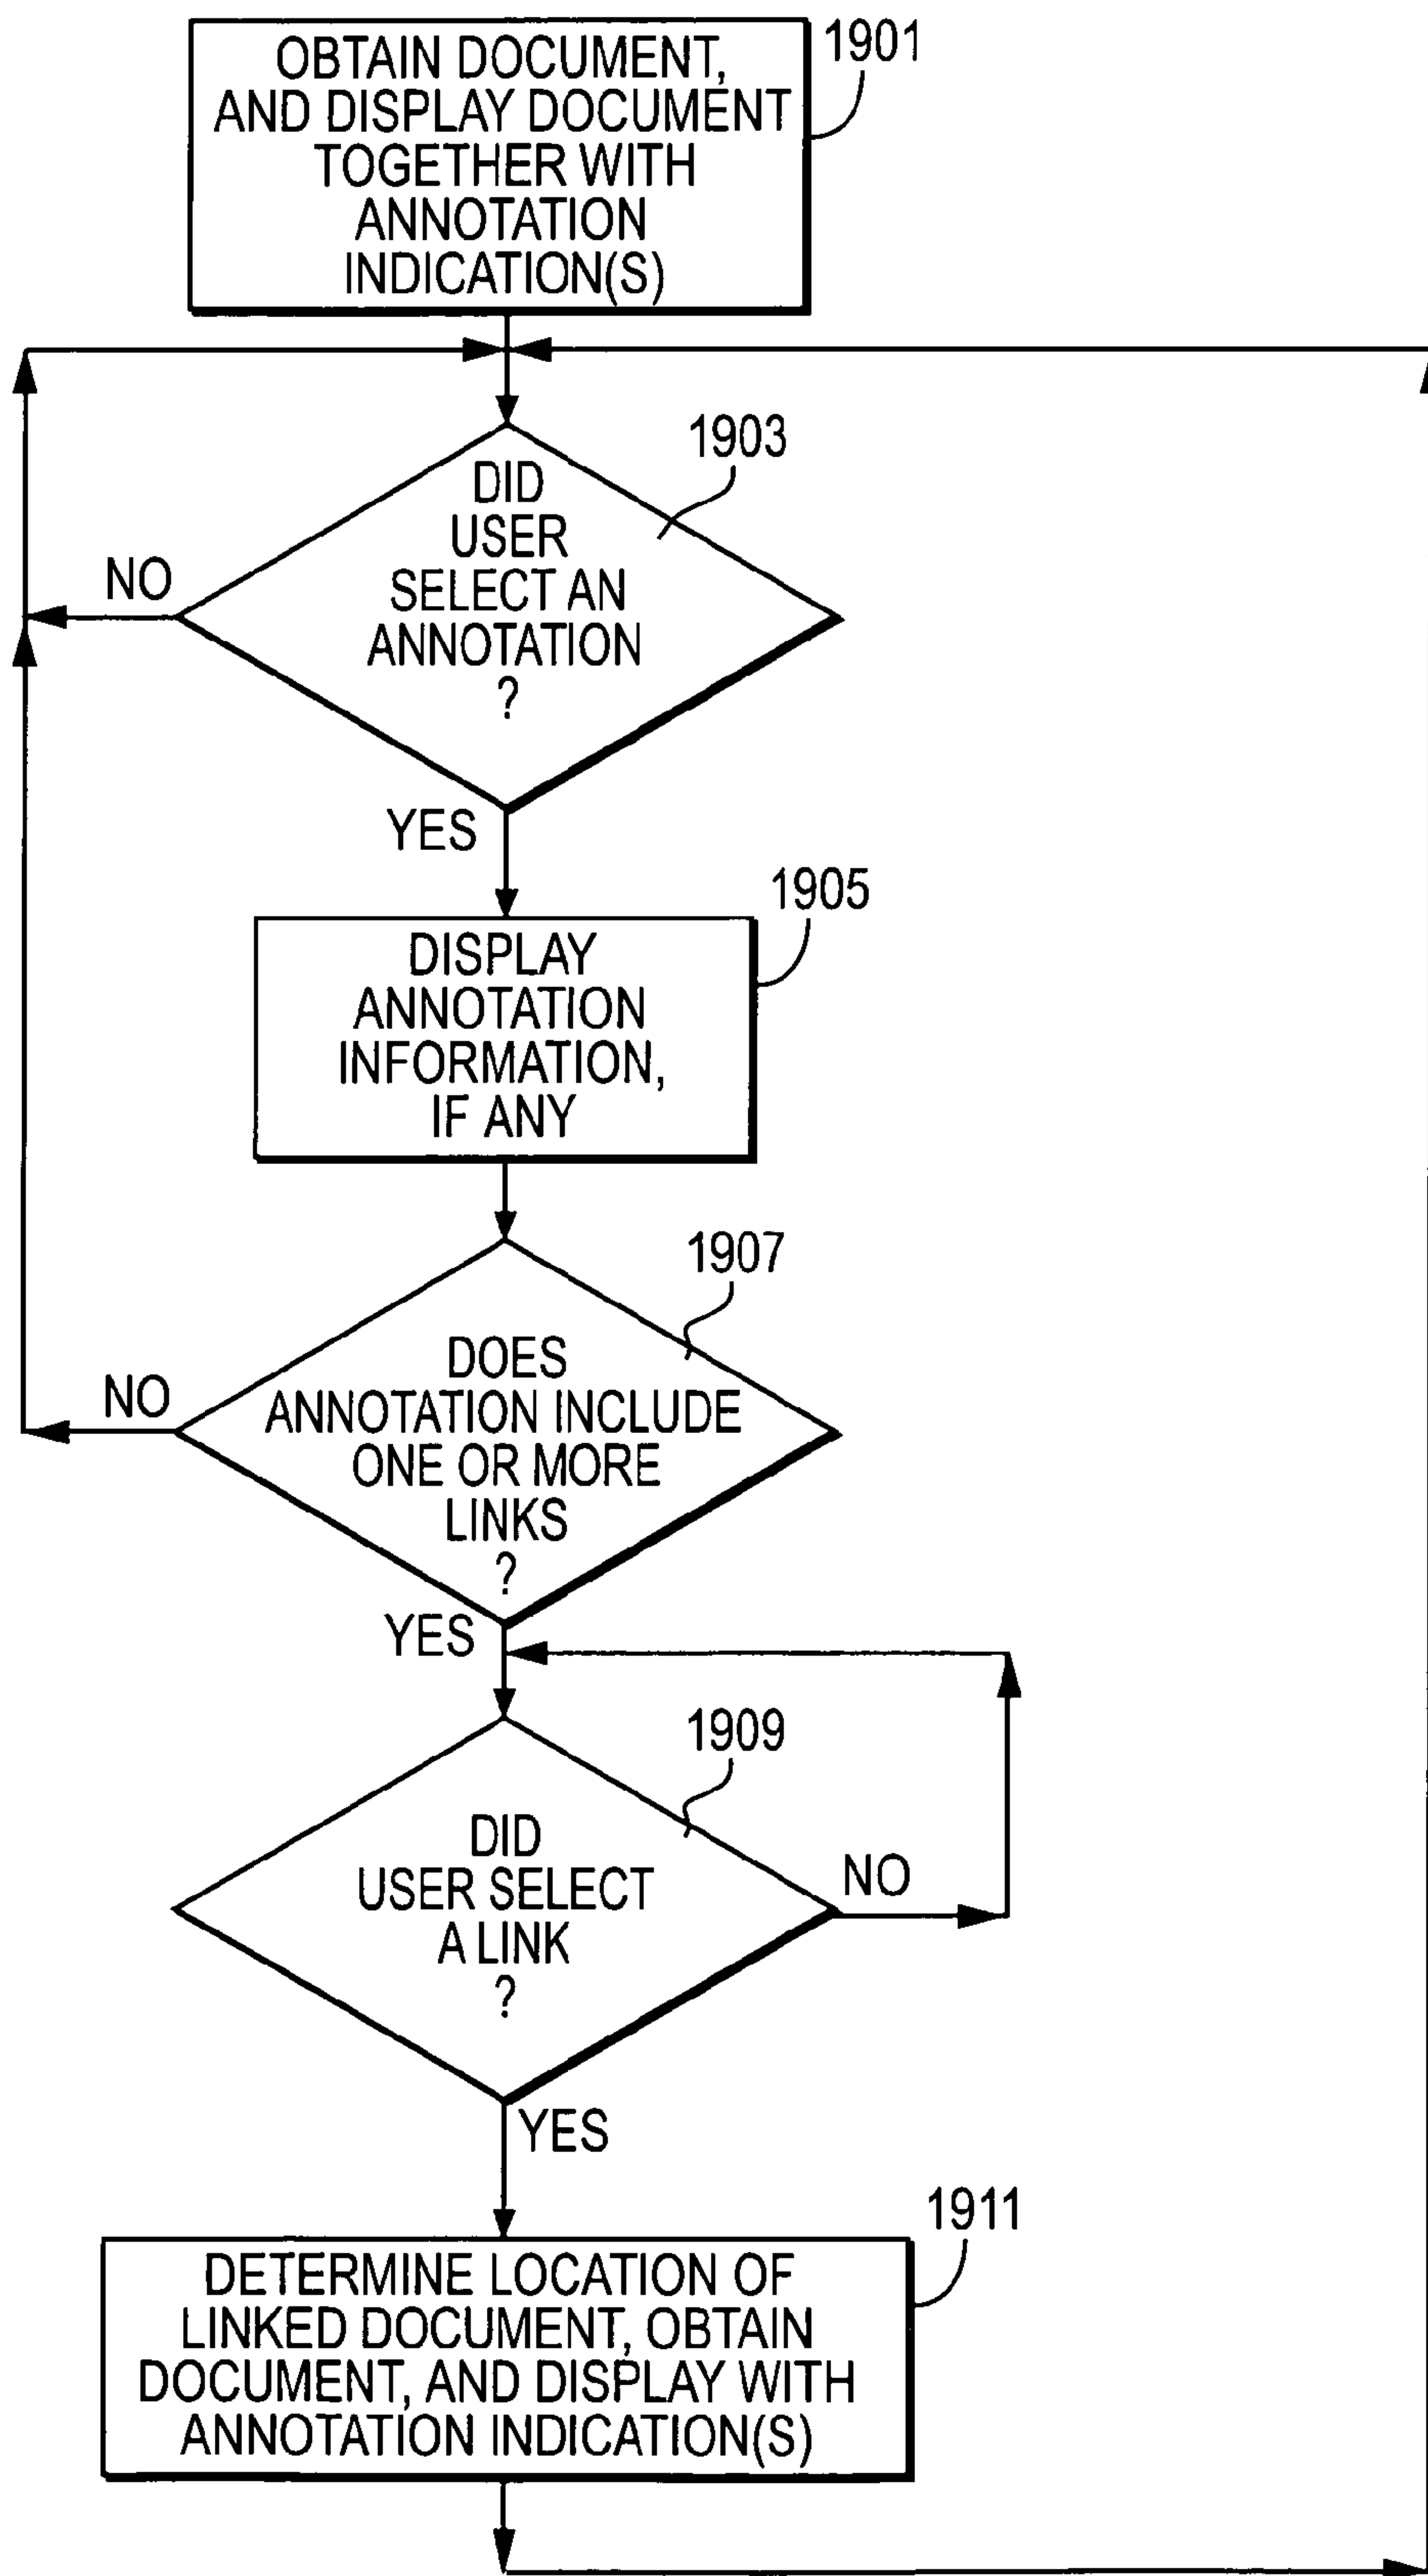 1901
OBTAIN DOCUMENT,
AND DISPLAY DOCUMENT
TOGETHER WITH
ANNOTATION
INDICATION(S)
1903
DID
USER
SELECT AN
ANNOTATION
?
NO
YES
1905
DISPLAY
ANNOTATION
INFORMATION,
IF ANY
1907
DOES
ANNOTATION INCLUDE
ONE OR MORE
LINKS
?
NO
YES
1909
DID
USER SELECT
A LINK
?
NO
YES
1911
DETERMINE LOCATION OF
LINKED DOCUMENT, OBTAIN
DOCUMENT, AND DISPLAY WITH
ANNOTATION INDICATION(S)